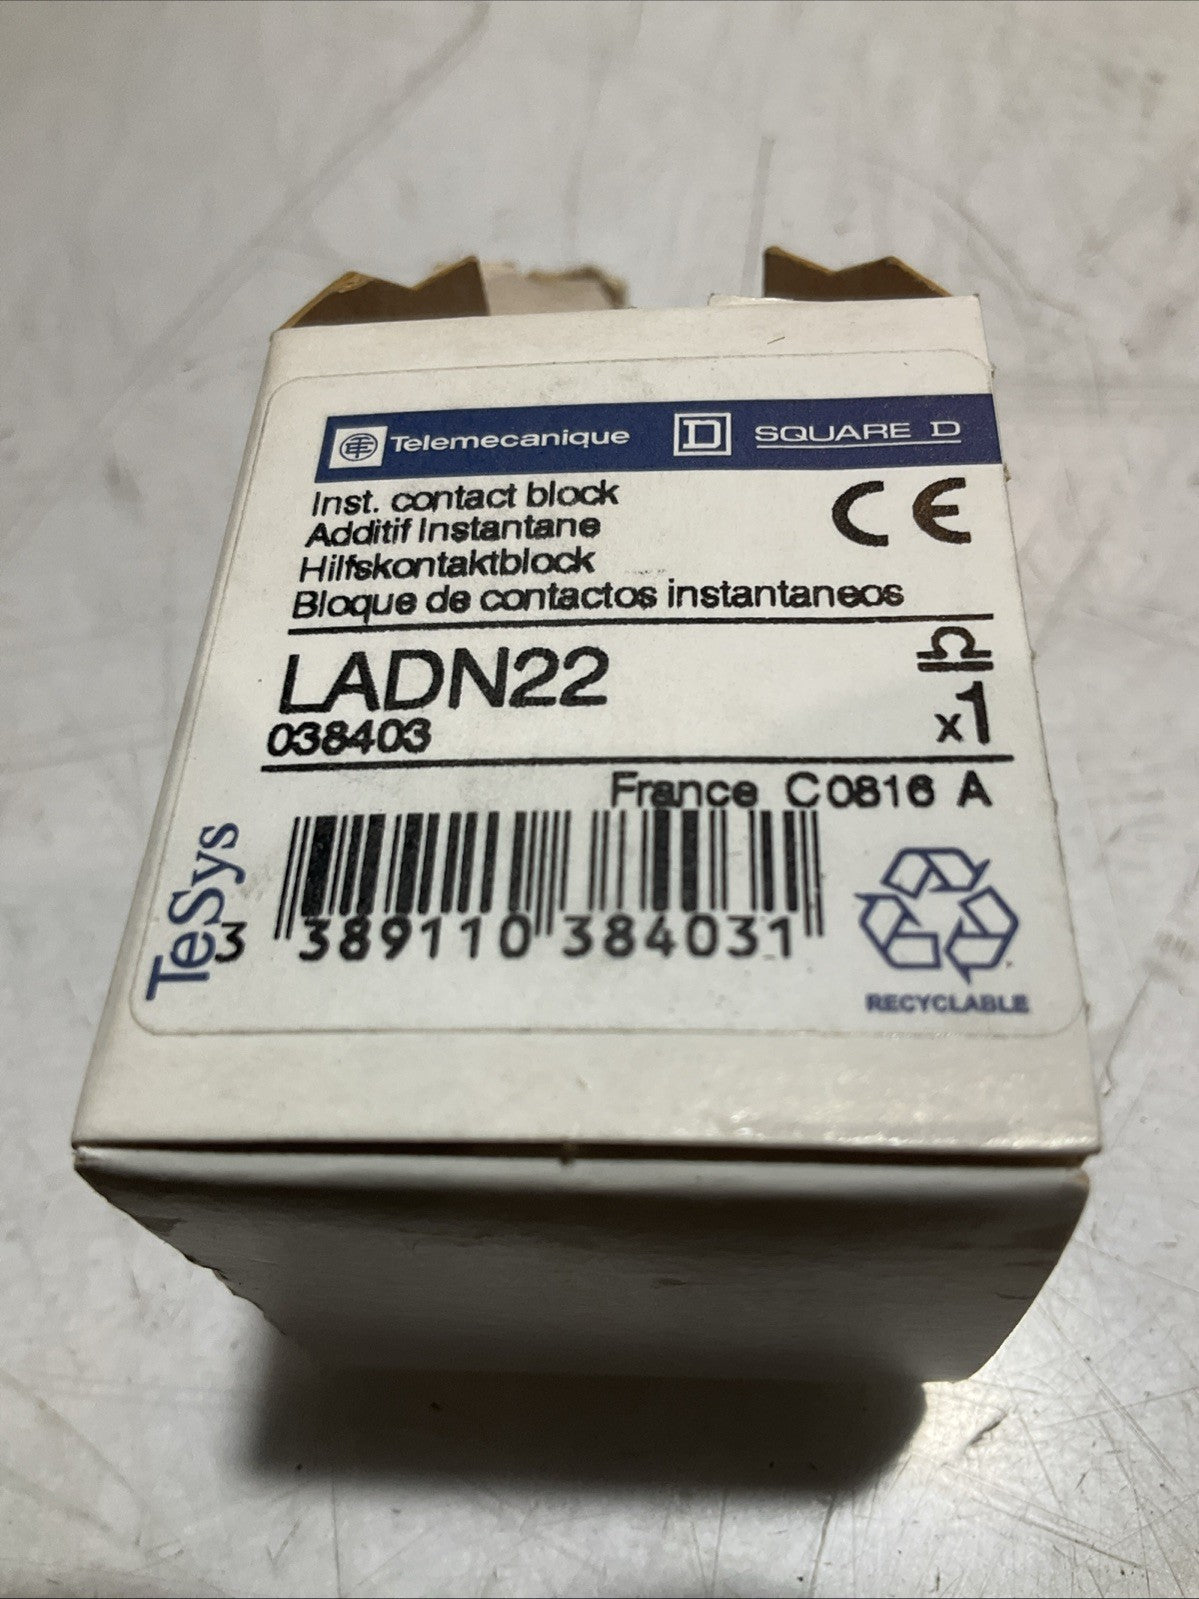 Telemecanique D SQUARE D
Inst. contact block
Additif Instantane
Hilfskontaktblock
Bloque de contactos instantaneos
CE
LADN22
038403
x1
France C0816 A
TeSys
3 389110 384031
RECYCLABLE